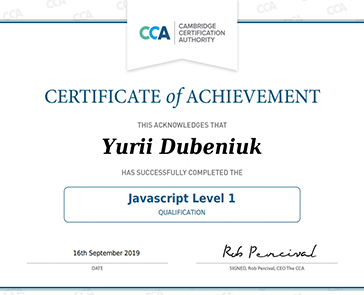 CCA
CAMBRIDGE
CERTIFICATION
AUTHORITY
CERTIFICATE of ACHIEVEMENT
THIS ACKNOWLEDGES THAT
Yurii Dubeniuk
HAS SUCCESSFULLY COMPLETED THE
Javascript Level 1
QUALIFICATION
16th September 2019
Rob Percival
DATE
SIGNED, Rob Percival, CEO The CCA